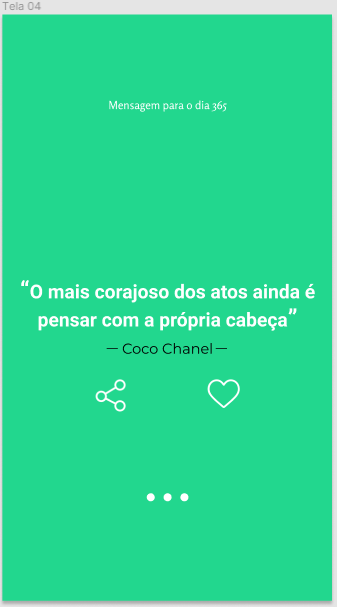 Tela 04
Mensagem para o dia 365
“O mais corajoso dos atos ainda é
pensar com a própria cabeça”
— Coco Chanel —